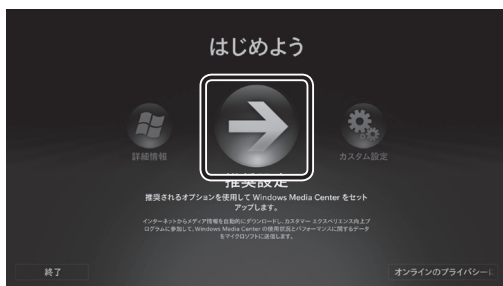 はじめよう
詳細情報
カスタム設定
推奨設定
推奨されるオプションを使用して Windows Media Center をセット
アップします。
インターネットからメディア情報を自動的にダウンロードし、カスタマー エクスペリエンス向上プ
ログラムに参加して、Windows Media Center の使用状況とパフォーマンスに関するデータ
をマイクロソフトに送信します。
終了
オンラインのプライバシー